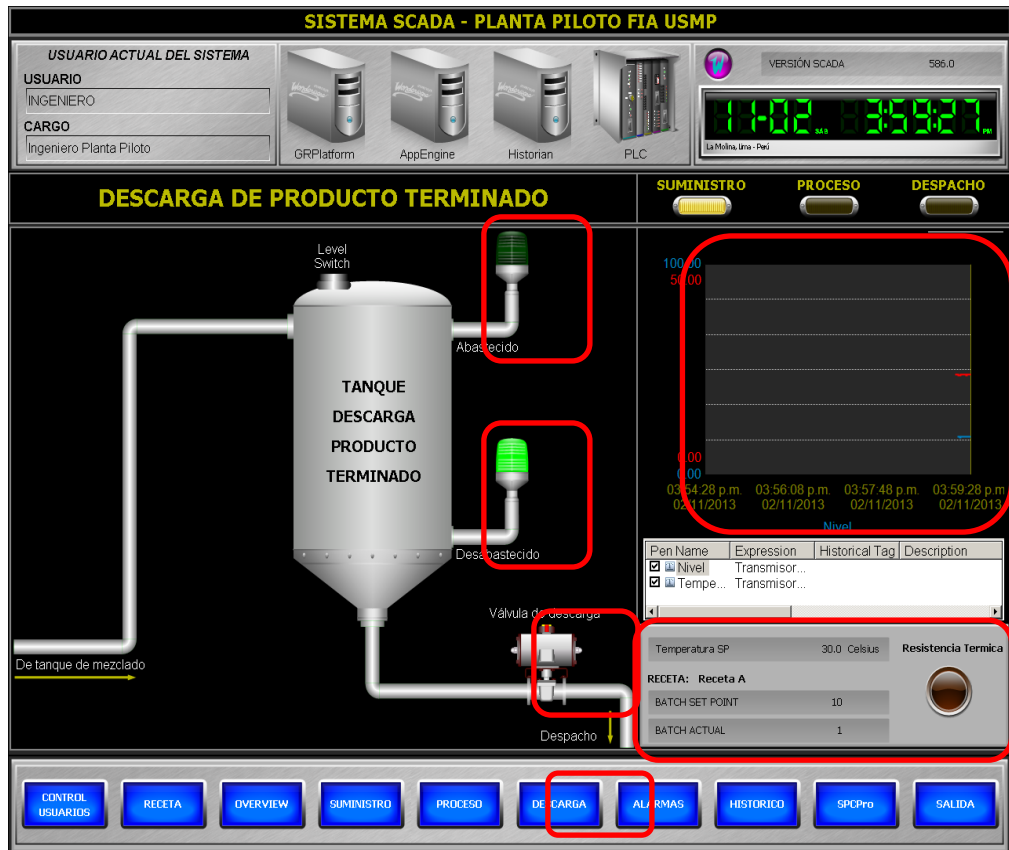 SISTEMA SCADA - PLANTA PILOTO FIA USMP
USUARIO ACTUAL DEL SISTEMA
USUARIO
INGENIERO
CARGO
Ingeniero Planta Piloto
GRPlatform
AppEngine
Historian
PLC
VERSIÓN SCADA 586.0
11-02 SÁB 3:59:27 PM
La Molina, Lima - Perú
DESCARGA DE PRODUCTO TERMINADO
SUMINISTRO
PROCESO
DESPACHO
Level
Switch
Abastecido
TANQUE
DESCARGA
PRODUCTO
TERMINADO
Desabastecido
Válvula de descarga
De tanque de mezclado
Despacho
100.00
50.00
0.00
0.00
03:54:28 p.m. 03:56:08 p.m. 03:57:48 p.m. 03:59:28 p.m
02/11/2013 02/11/2013 02/11/2013 02/11/2013
Nivel
Pen Name Expression Historical Tag Description
Nivel Transmisor...
Tempe... Transmisor...
Temperatura SP 30.0 Celsius
Resistencia Termica
RECETA: Receta A
BATCH SET POINT 10
BATCH ACTUAL 1
CONTROL
USUARIOS
RECETA
OVERVIEW
SUMINISTRO
PROCESO
DESCARGA
ALARMAS
HISTORICO
SPCPro
SALIDA